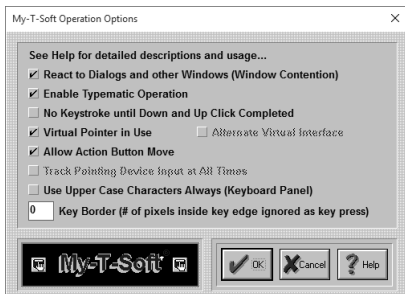 My-T-Soft Operation Options
See Help for detailed descriptions and usage...
React to Dialogs and other Windows (Window Contention)
Enable Typematic Operation
No Keystroke until Down and Up Click Completed
Virtual Pointer in Use Alternate Virtual Interface
Allow Action Button Move
Track Pointing Device Input at All Times
Use Upper Case Characters Always (Keyboard Panel)
0 Key Border (# of pixels inside key edge ignored as key press)
My-T-Soft OK Cancel ? Help